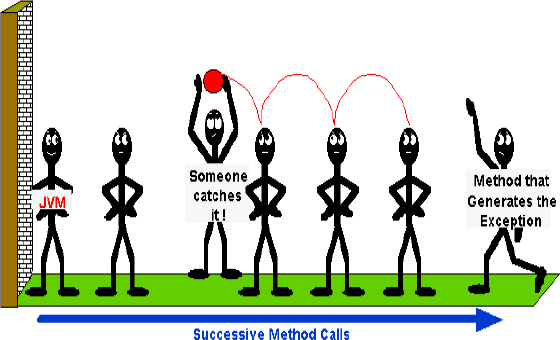 JVM
Someone
catches
it !
Method that
Generates the
Exception
Successive Method Calls